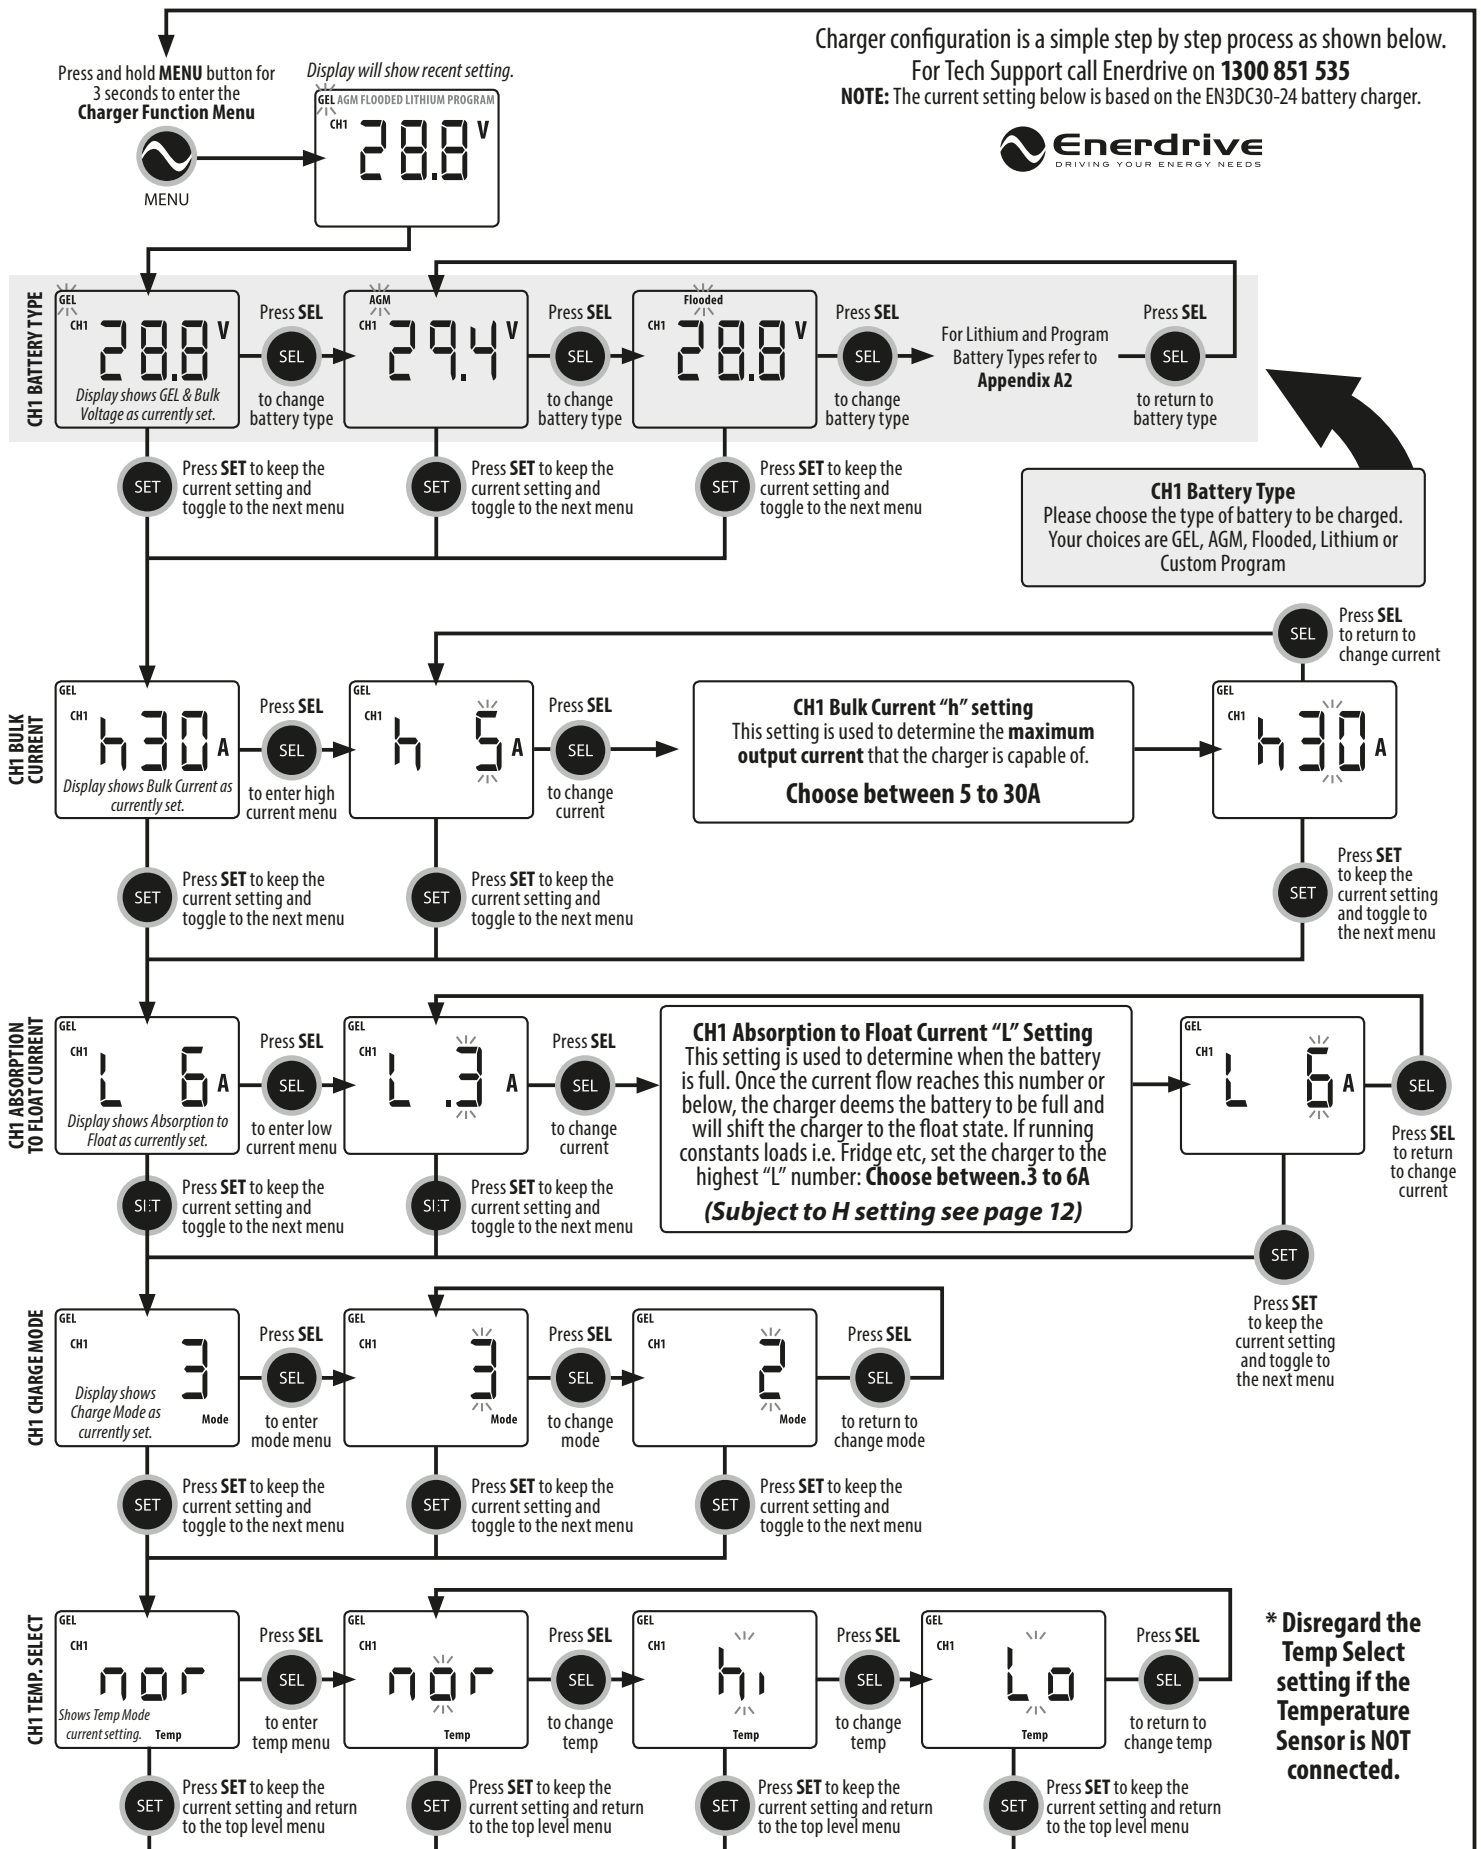 Charger configuration is a simple step by step process as shown below.
For Tech Support call Enerdrive on 1300 851 535
NOTE: The current setting below is based on the EN3DC30-24 battery charger.
Enerdrive
DRIVING YOUR ENERGY NEEDS
Press and hold MENU button for
3 seconds to enter the
Charger Function Menu
MENU
Display will show recent setting.
GEL AGM FLOODED LITHIUM PROGRAM
CH1
28.8 V
CH1 BATTERY TYPE
GEL
CH1
28.8 V
Display shows GEL & Bulk
Voltage as currently set.
Press SEL
SEL
to change
battery type
AGM
CH1
29.4 V
Press SEL
SEL
to change
battery type
Flooded
CH1
28.8 V
Press SEL
SEL
to change
battery type
For Lithium and Program
Battery Types refer to
Appendix A2
Press SEL
SEL
to return to
battery type
SET
Press SET to keep the
current setting and
toggle to the next menu
SET
Press SET to keep the
current setting and
toggle to the next menu
SET
Press SET to keep the
current setting and
toggle to the next menu
CH1 Battery Type
Please choose the type of battery to be charged.
Your choices are GEL, AGM, Flooded, Lithium or
Custom Program
CH1 BULK
CURRENT
GEL
CH1
h30 A
Display shows Bulk Current as
currently set.
Press SEL
SEL
to enter high
current menu
GEL
CH1
h 5 A
Press SEL
SEL
to change
current
CH1 Bulk Current “h” setting
This setting is used to determine the maximum
output current that the charger is capable of.
Choose between 5 to 30A
GEL
CH1
h30 A
SEL
Press SEL
to return to
change current
SET
Press SET to keep the
current setting and
toggle to the next menu
SET
Press SET to keep the
current setting and
toggle to the next menu
SET
Press SET
to keep the
current setting
and toggle to
the next menu
CH1 ABSORPTION
TO FLOAT CURRENT
GEL
CH1
L 6 A
Display shows Absorption to
Float as currently set.
Press SEL
SEL
to enter low
current menu
GEL
CH1
L .3 A
Press SEL
SEL
to change
current
CH1 Absorption to Float Current “L” Setting
This setting is used to determine when the battery
is full. Once the current flow reaches this number or
below, the charger deems the battery to be full and
will shift the charger to the float state. If running
constants loads i.e. Fridge etc, set the charger to the
highest “L” number: Choose between.3 to 6A
(Subject to H setting see page 12)
GEL
CH1
L 6 A
SEL
Press SEL
to return
to change
current
SET
Press SET to keep the
current setting and
toggle to the next menu
SET
Press SET to keep the
current setting and
toggle to the next menu
SET
Press SET
to keep the
current setting
and toggle to
the next menu
CH1 CHARGE MODE
GEL
CH1
3
Display shows
Charge Mode as
currently set.
Mode
Press SEL
SEL
to enter
mode menu
GEL
CH1
3
Mode
Press SEL
SEL
to change
mode
GEL
CH1
2
Mode
Press SEL
SEL
to return to
change mode
SET
Press SET to keep the
current setting and
toggle to the next menu
SET
Press SET to keep the
current setting and
toggle to the next menu
SET
Press SET to keep the
current setting and
toggle to the next menu
CH1 TEMP. SELECT
GEL
CH1
nor
Shows Temp Mode
current setting.
Temp
Press SEL
SEL
to enter
temp menu
GEL
CH1
nor
Temp
Press SEL
SEL
to change
temp
GEL
CH1
hi
Temp
Press SEL
SEL
to change
temp
GEL
CH1
Lo
Temp
Press SEL
SEL
to return to
change temp
* Disregard the
Temp Select
setting if the
Temperature
Sensor is NOT
connected.
SET
Press SET to keep the
current setting and return
to the top level menu
SET
Press SET to keep the
current setting and return
to the top level menu
SET
Press SET to keep the
current setting and return
to the top level menu
SET
Press SET to keep the
current setting and return
to the top level menu